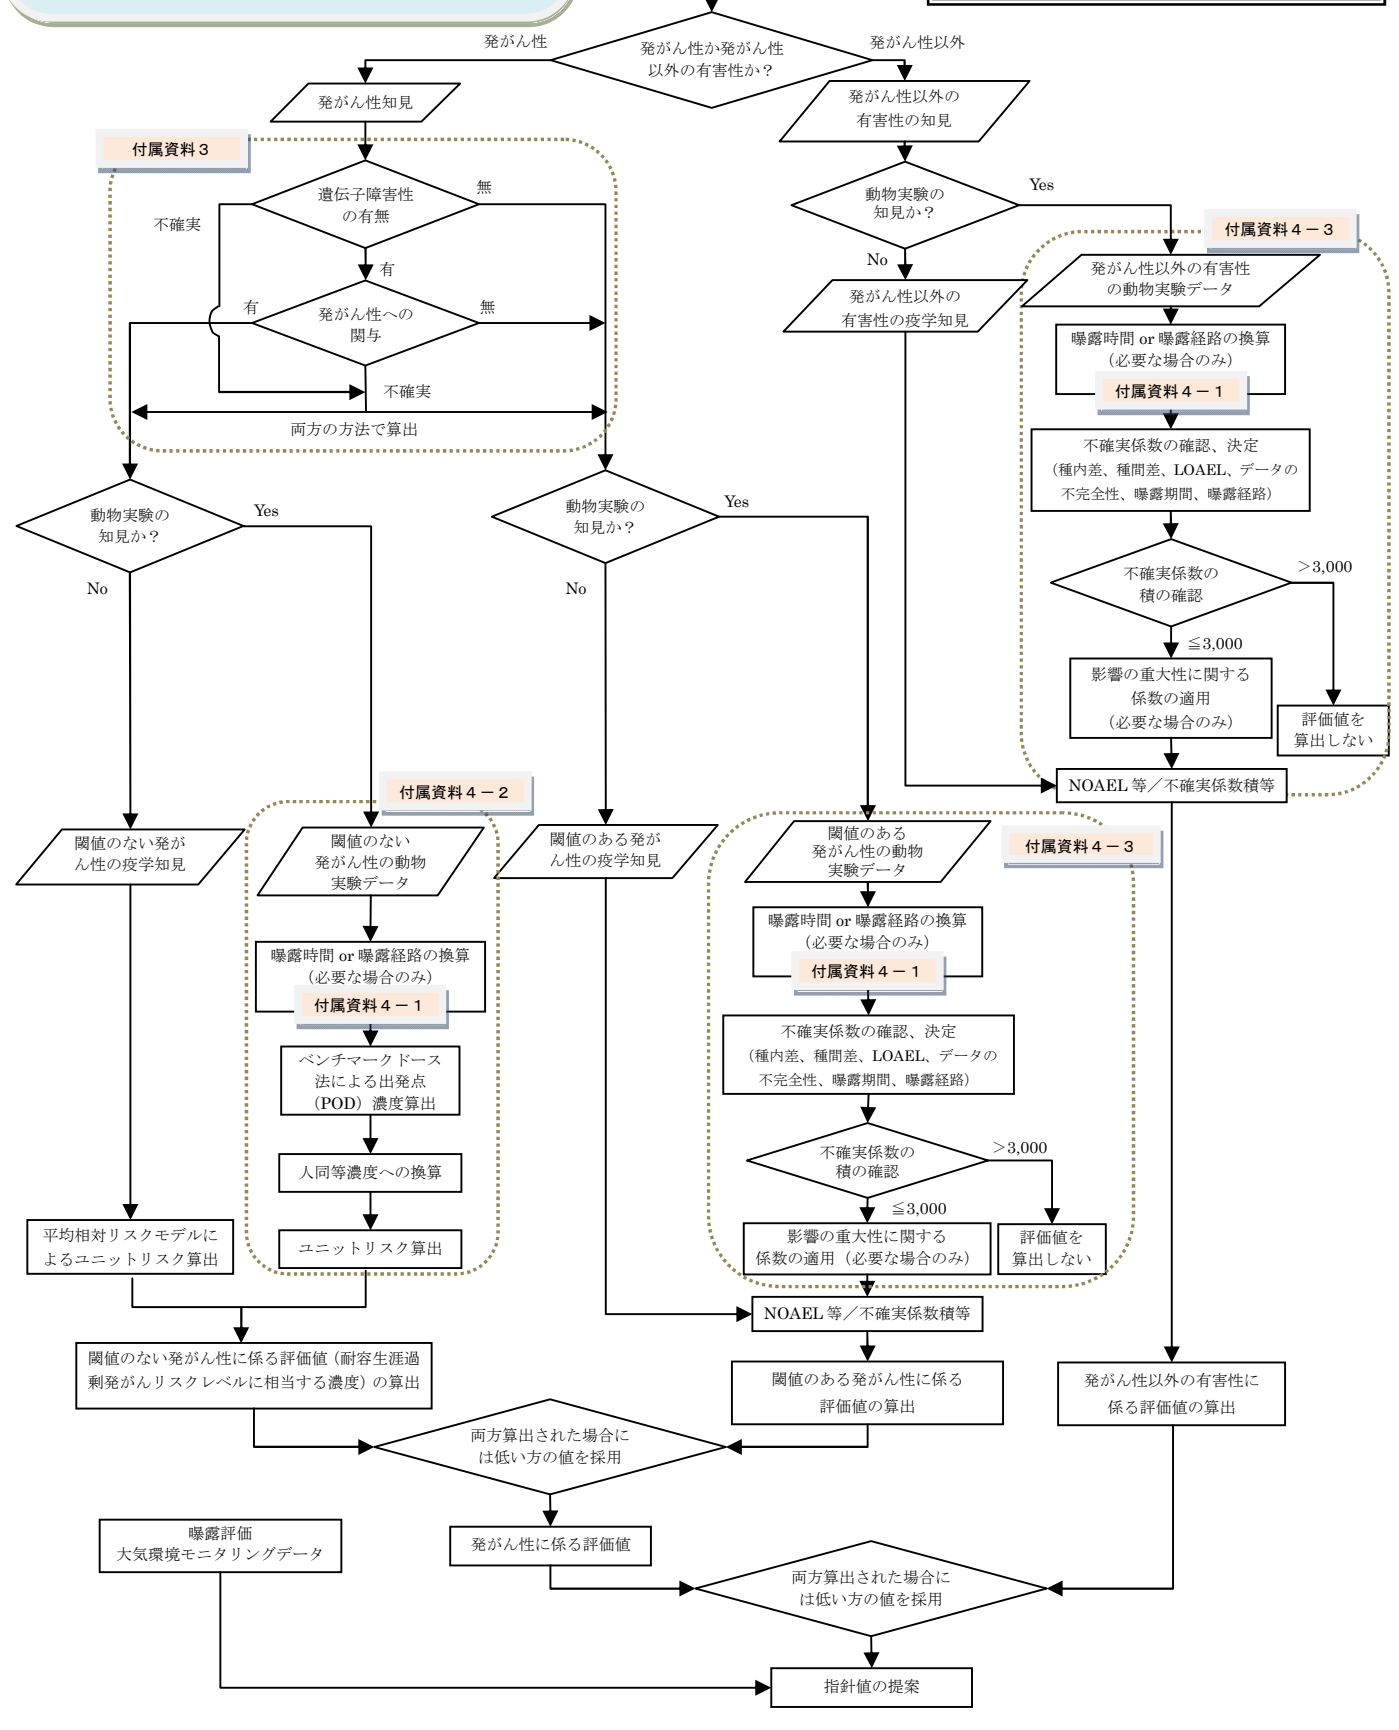 発がん性
発がん性か発がん性
以外の有害性か？
発がん性以外
発がん性知見
発がん性以外の
有害性の知見
付属資料３
遺伝子障害性
の有無
無
不確実
有
発がん性への
関与
有
無
不確実
両方の方法で算出
動物実験の
知見か？
Yes
No
発がん性以外の
有害性の疫学知見
付属資料４－３
発がん性以外の有害性
の動物実験データ
曝露時間 or 曝露経路の換算
（必要な場合のみ）
付属資料４－１
不確実係数の確認、決定
（種内差、種間差、LOAEL、データの
不完全性、曝露期間、曝露経路）
不確実係数の
積の確認
＞3,000
≦3,000
影響の重大性に関する
係数の適用
（必要な場合のみ）
評価値を
算出しない
NOAEL 等／不確実係数積等
動物実験の
知見か？
Yes
No
動物実験の
知見か？
Yes
No
付属資料４－２
閾値のない発が
ん性の疫学知見
閾値のない
発がん性の動物
実験データ
曝露時間 or 曝露経路の換算
（必要な場合のみ）
付属資料４－１
ベンチマークドース
法による出発点
（POD）濃度算出
人同等濃度への換算
ユニットリスク算出
平均相対リスクモデルに
よるユニットリスク算出
閾値のある発が
ん性の疫学知見
閾値のある
発がん性の動物
実験データ
付属資料４－３
曝露時間 or 曝露経路の換算
（必要な場合のみ）
付属資料４－１
不確実係数の確認、決定
（種内差、種間差、LOAEL、データの
不完全性、曝露期間、曝露経路）
不確実係数の
積の確認
＞3,000
≦3,000
影響の重大性に関する
係数の適用（必要な場合のみ）
評価値を
算出しない
NOAEL 等／不確実係数積等
閾値のない発がん性に係る評価値（耐容生涯過
剰発がんリスクレベルに相当する濃度）の算出
閾値のある発がん性に係る
評価値の算出
発がん性以外の有害性に
係る評価値の算出
両方算出された場合に
は低い方の値を採用
曝露評価
大気環境モニタリングデータ
発がん性に係る評価値
両方算出された場合に
は低い方の値を採用
指針値の提案